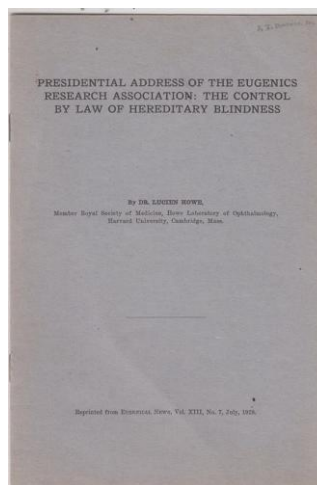 PRESIDENTIAL ADDRESS OF THE EUGENICS
RESEARCH ASSOCIATION: THE CONTROL
BY LAW OF HEREDITARY BLINDNESS
By DR. LUCIEN HOWE,
Member Royal Society of Medicine, Howe Laboratory of Ophthalmology,
Harvard University, Cambridge, Mass.
Reprinted from EUGENICAL NEWS, Vol. XIII, No. 7, July, 1928.